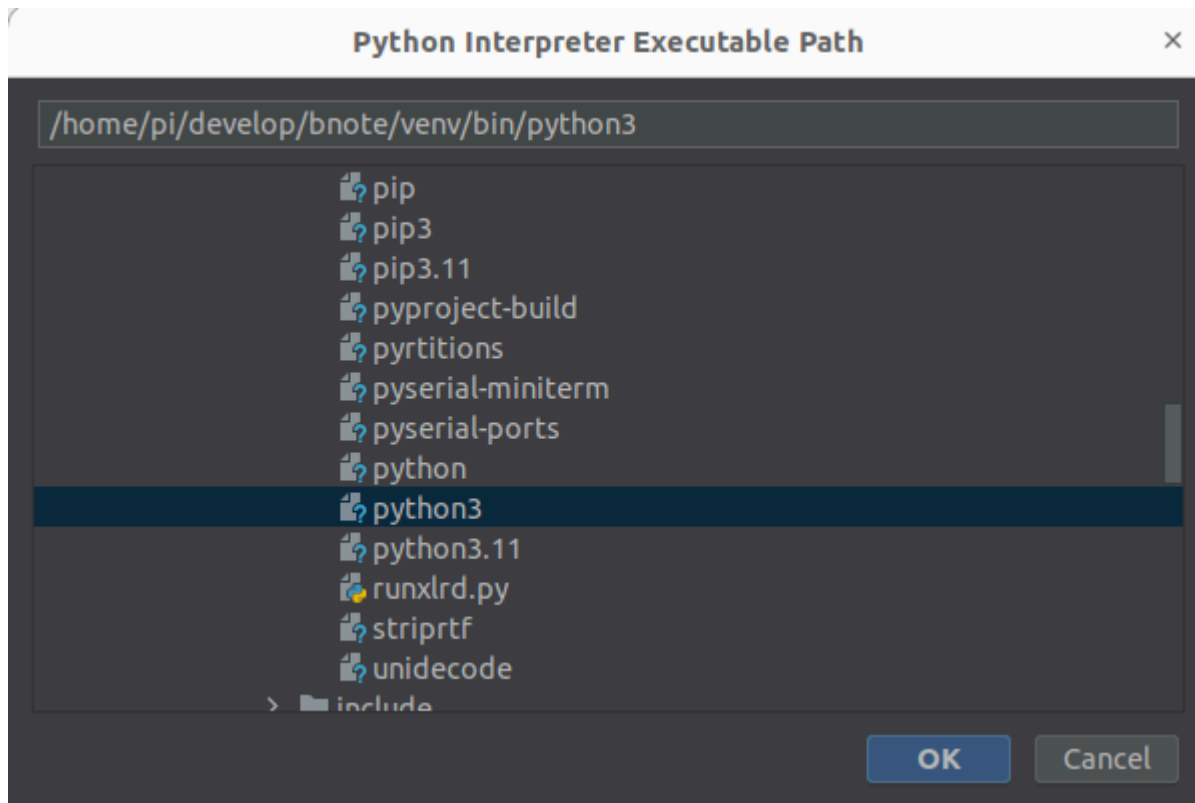 Python Interpreter Executable Path
/home/pi/develop/bnote/venv/bin/python3
pip
pip3
pip3.11
pyproject-build
pyrtitions
pyserial-miniterm
pyserial-ports
python
python3
python3.11
runxlrd.py
striprtf
unidecode
include
OK Cancel